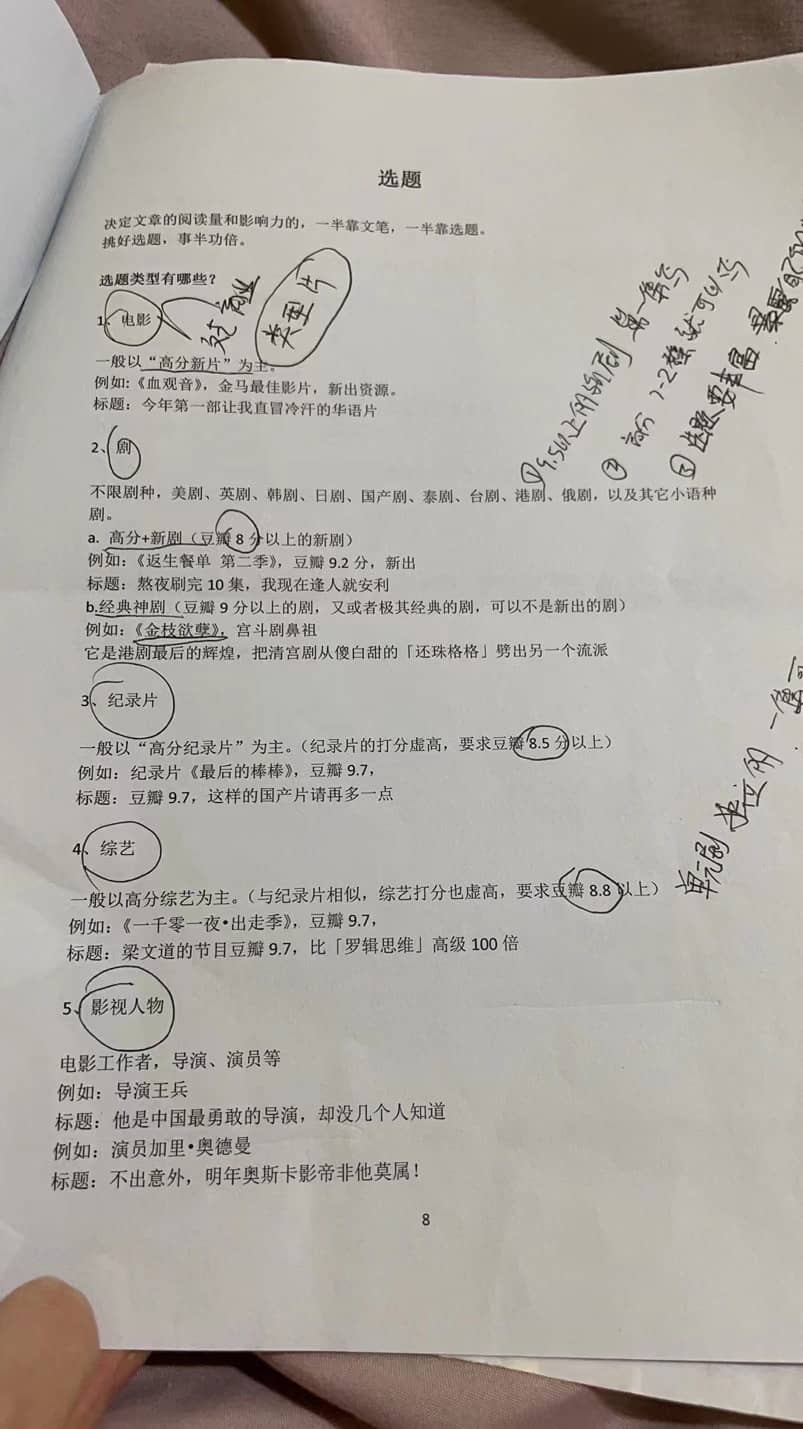 选题
决定文章的阅读量和影响力的，一半靠文笔，一半靠选题。
挑好选题，事半功倍。
选题类型有哪些？
1、电影
文艺 商业
类型片
一般以“高分新片”为主。
例如:《血观音》，金马最佳影片，新出资源。
标题：今年第一部让我直冒冷汗的华语片
①9.5以上的新剧 第一集写
② 高分 1-2集就可以写
③ 选题要丰富
2、剧
不限剧种，美剧、英剧、韩剧、日剧、国产剧、泰剧、台剧、港剧、俄剧，以及其它小语种
剧。
a. 高分+新剧（豆瓣 8 分以上的新剧）
例如:《返生餐单 第二季》，豆瓣 9.2 分，新出
标题：熬夜刷完 10 集，我现在逢人就安利
b.经典神剧（豆瓣 9 分以上的剧，又或者极其经典的剧，可以不是新出的剧）
例如:《金枝欲孽》，宫斗剧鼻祖
它是港剧最后的辉煌，把清宫剧从傻白甜的「还珠格格」劈出另一个流派
3、纪录片
一般以“高分纪录片”为主。（纪录片的打分虚高，要求豆瓣 8.5 分以上）
例如：纪录片《最后的棒棒》，豆瓣 9.7，
标题：豆瓣 9.7，这样的国产片请再多一点
单元剧 独立的 一集
4、综艺
一般以高分综艺为主。（与纪录片相似，综艺打分也虚高，要求豆瓣 8.8 以上）
例如:《一千零一夜•出走季》，豆瓣 9.7，
标题：梁文道的节目豆瓣 9.7，比「罗辑思维」高级 100 倍
5、影视人物
电影工作者，导演、演员等
例如：导演王兵
标题：他是中国最勇敢的导演，却没几个人知道
例如：演员加里•奥德曼
标题：不出意外，明年奥斯卡影帝非他莫属！
8